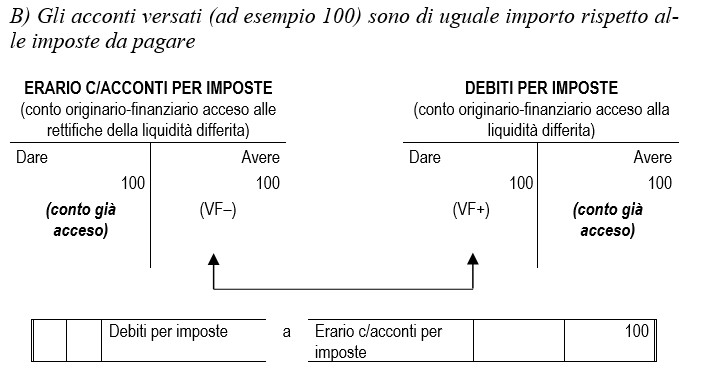 B) Gli acconti versati (ad esempio 100) sono di uguale importo rispetto al-
le imposte da pagare
ERARIO C/ACCONTI PER IMPOSTE
(conto originario-finanziario acceso alle
rettifiche della liquidità differita)
Dare Avere
100 100
(conto già (VF–)
acceso)
DEBITI PER IMPOSTE
(conto originario-finanziario acceso alla
liquidità differita)
Dare Avere
100 100
(VF+) (conto già
acceso)
Debiti per imposte a Erario c/acconti per 100
imposte